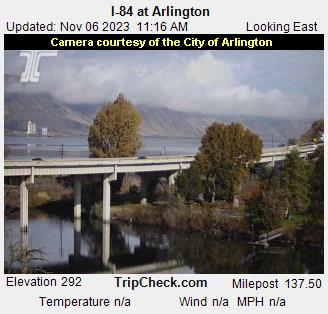 I-84 at Arlington
Updated: Nov 06 2023 11:16 AM Looking East
Camera courtesy of the City of Arlington
Elevation 292 TripCheck.com Milepost 137.50
Temperature n/a Wind n/a MPH n/a